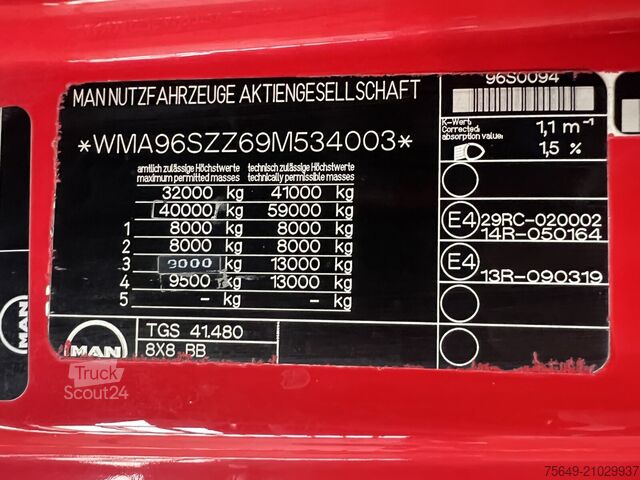 MAN NUTZFAHRZEUGE AKTIENGESELLSCHAFT
*WMA96SZZ69M534003*
amtlich zulässige Höchstwerte technisch zulässige Höchstwerte
maximum permitted masses technically permissible masses
32000 kg 41000 kg
40000 kg 59000 kg
1 8000 kg 8000 kg
2 8000 kg 8000 kg
3 9000 kg 13000 kg
4 9500 kg 13000 kg
5 - kg - kg
MAN
TGS 41.480
8X8 BB
96S0094
K-Wert:
Corrected
absorption value:
1,1 m⁻¹
1,5 %
E4 29RC-020002
14R-050164
E4
13R-090319
Truck
Scout24
75649-21029937